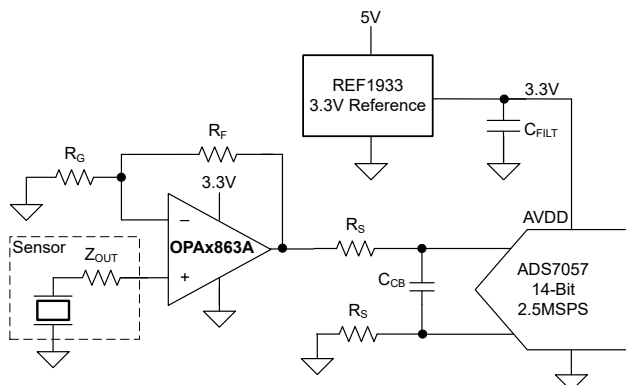 5V
REF1933
3.3V Reference
3.3V
C_FILT
R_F
R_G
3.3V
–
OPAx863A
+
Sensor
Z_OUT
R_S
C_CB
R_S
AVDD
ADS7057
14-Bit
2.5MSPS